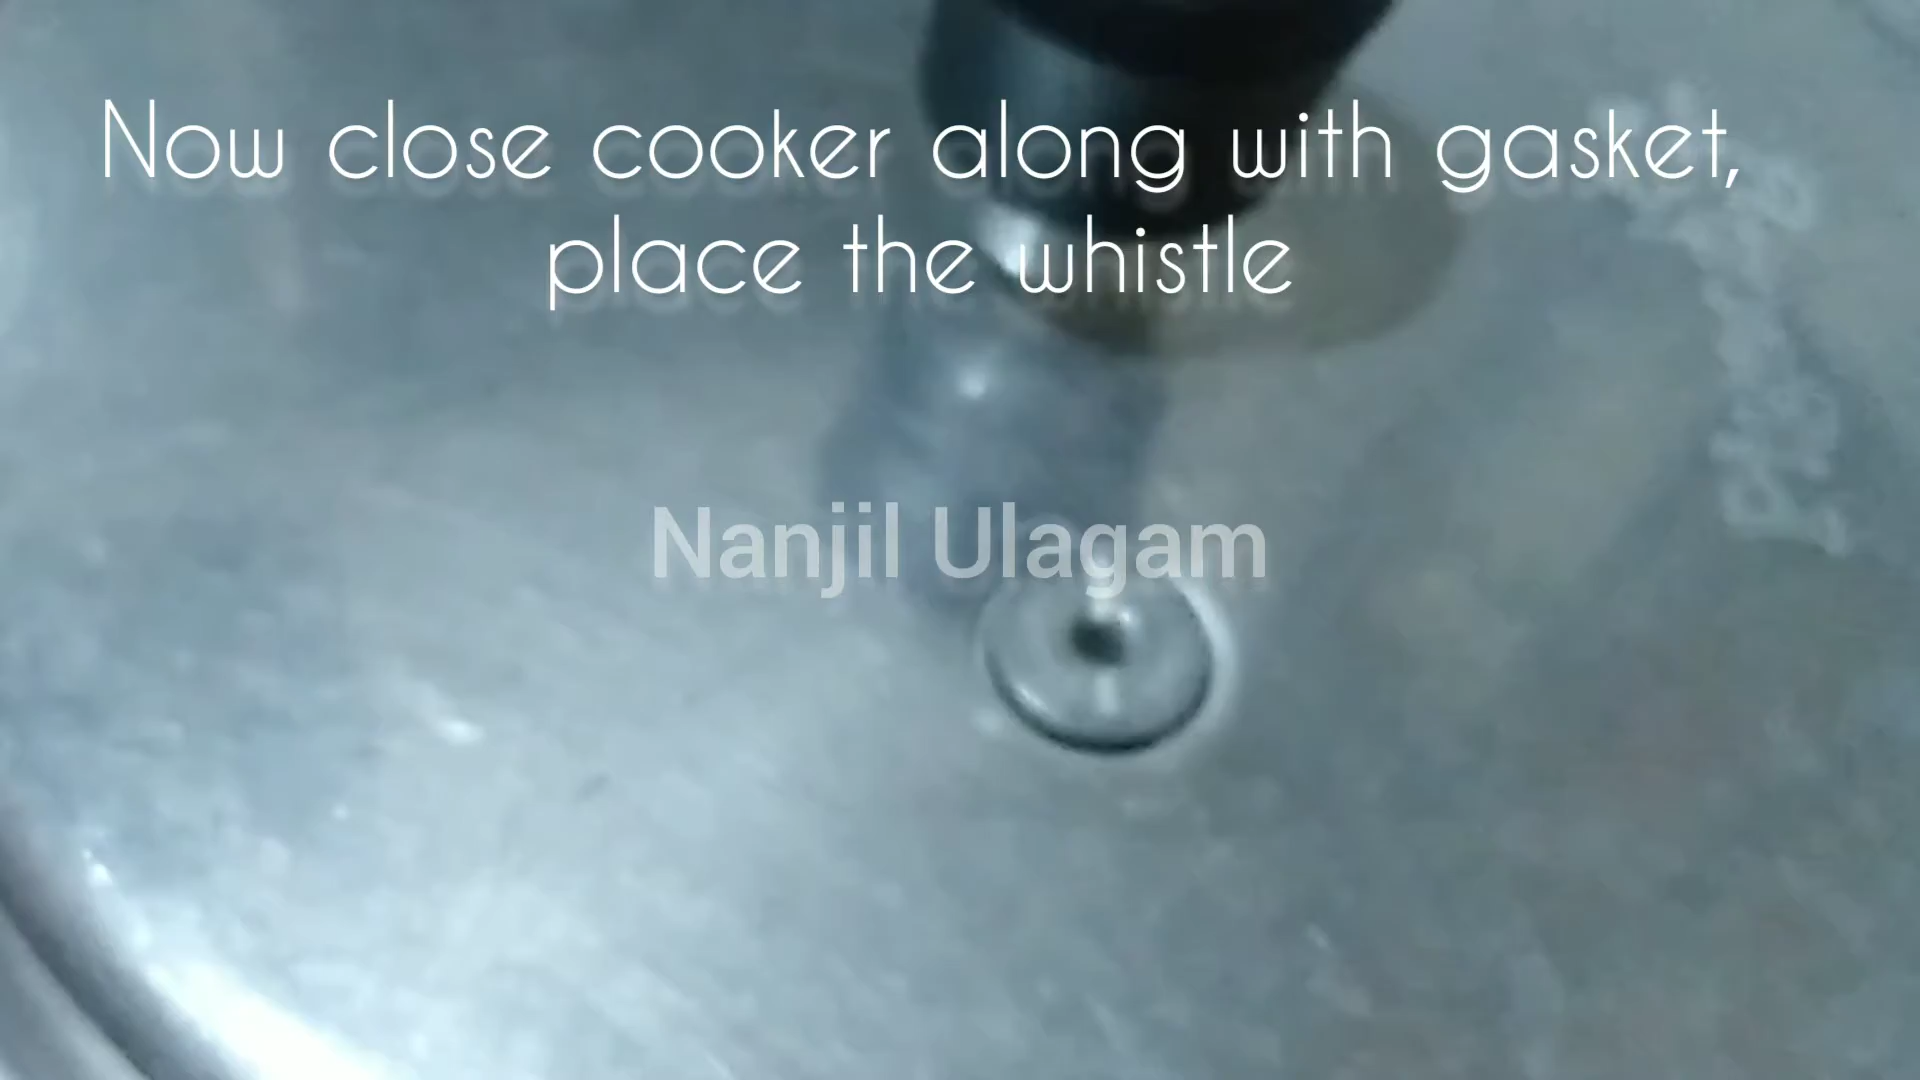 Now close cooker along with gasket,
place the whistle
Nanjil Ulagam